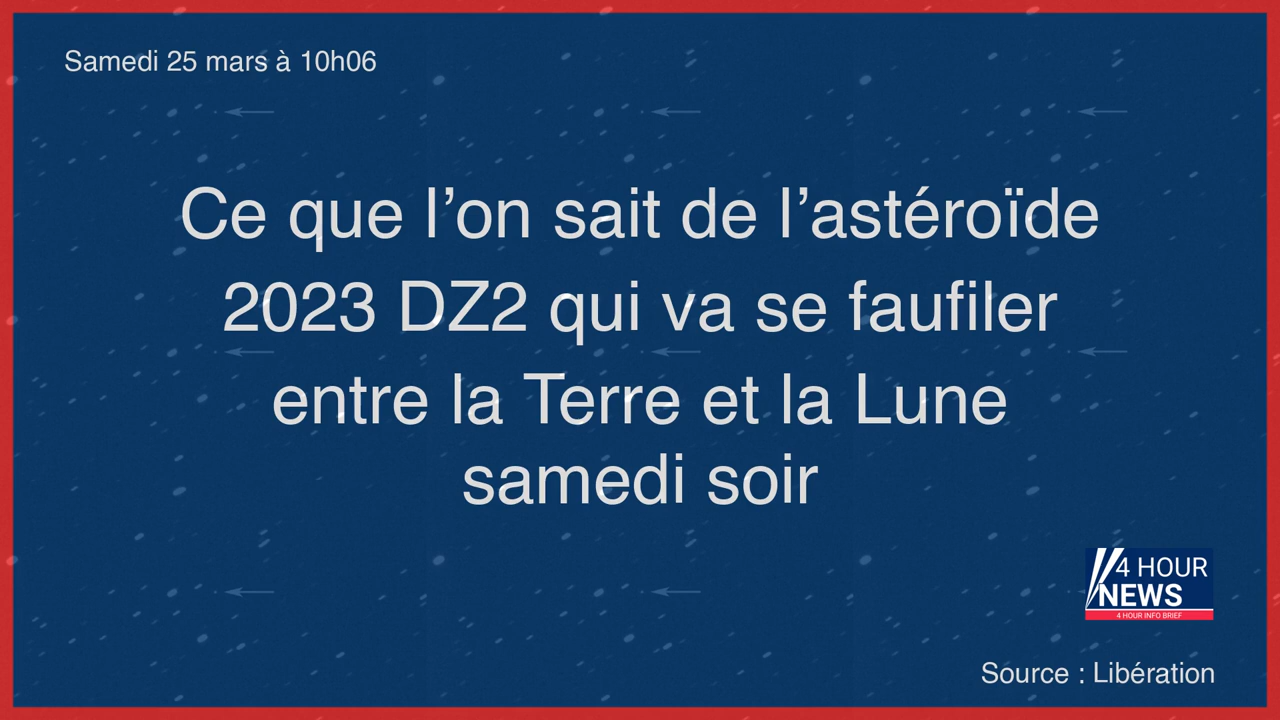 Samedi 25 mars à 10h06
Ce que l’on sait de l’astéroïde
2023 DZ2 qui va se faufiler
entre la Terre et la Lune
samedi soir
4 HOUR
NEWS
4 HOUR INFO BRIEF
Source : Libération